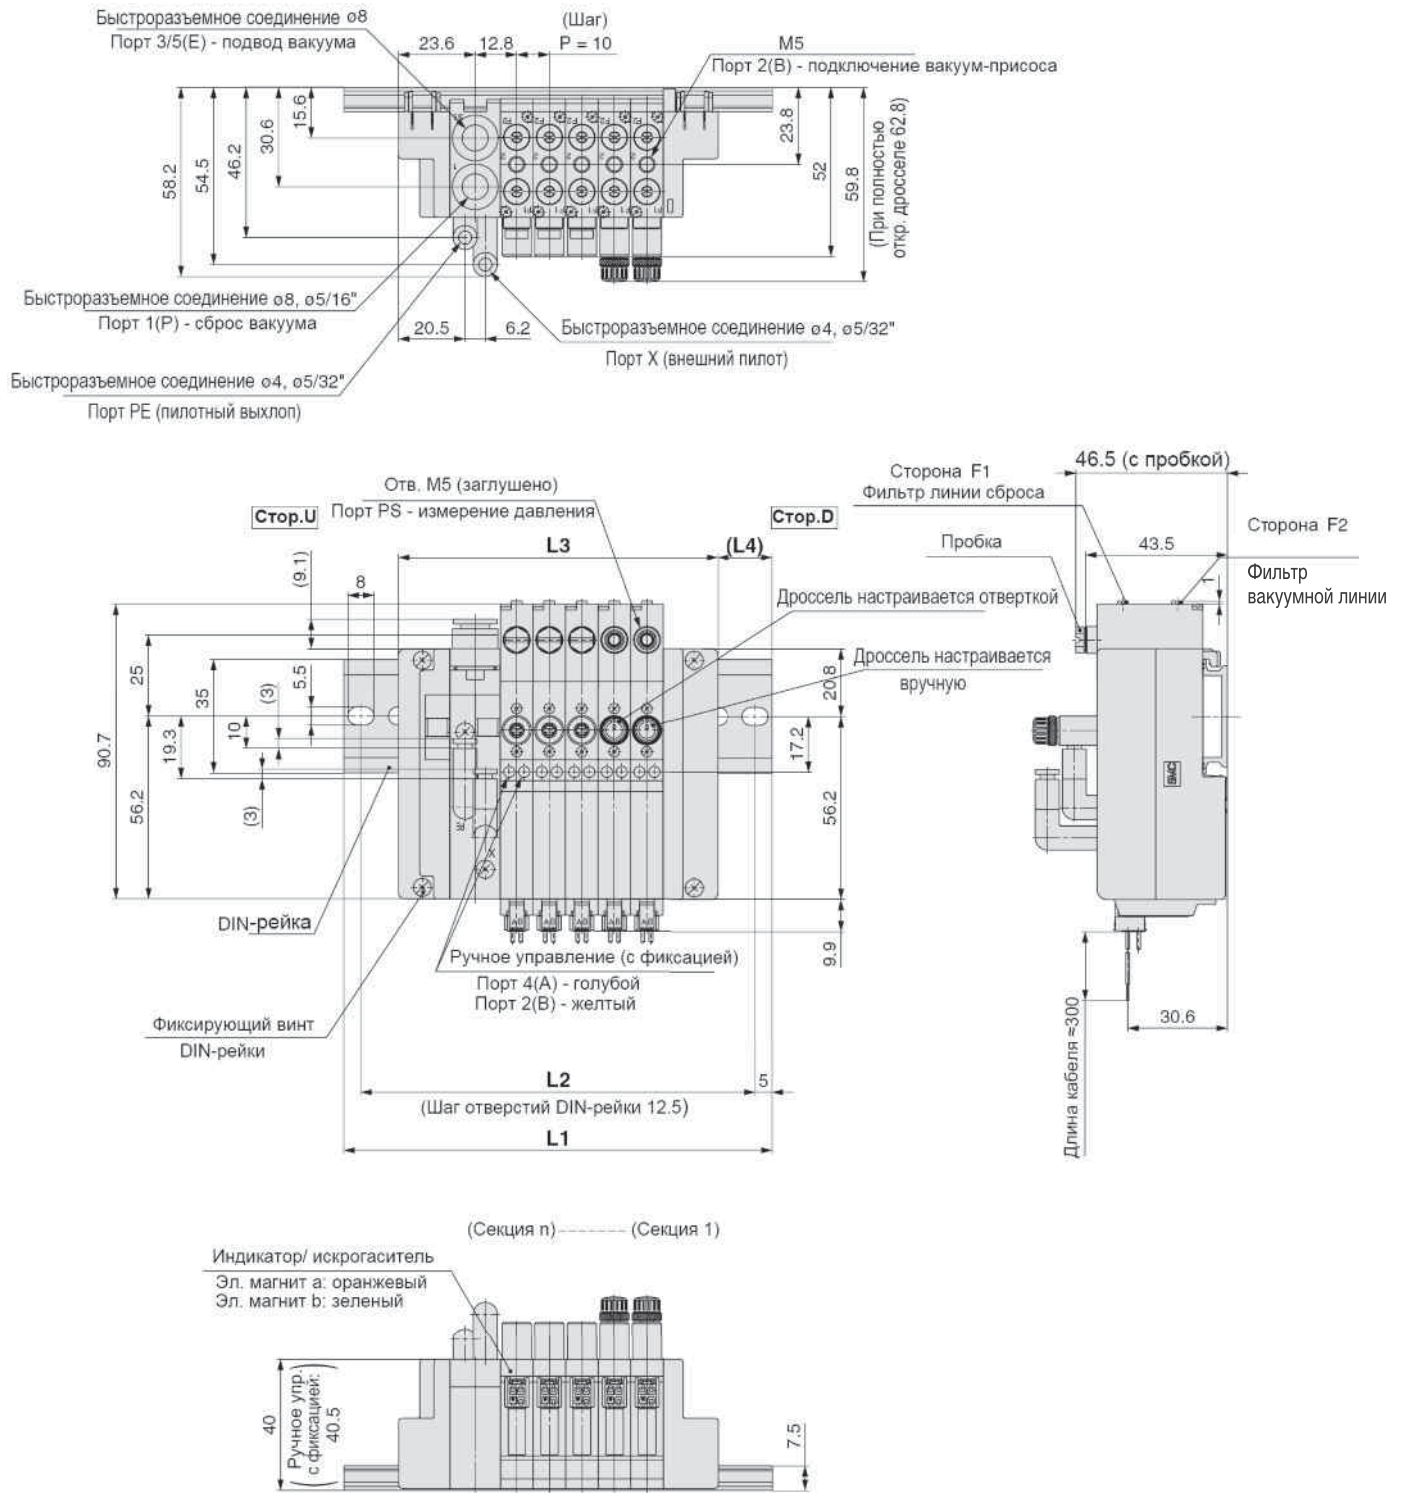 Быстроразъемное соединение ø8
Порт 3/5(E) - подвод вакуума
23.6
12.8
(Шаг)
P = 10
M5
Порт 2(B) - подключение вакуум-присоса
58.2
54.5
46.2
30.6
15.6
23.8
52
59.8
(При полностью
откр. дросселе 62.8)
Быстроразъемное соединение ø8, ø5/16"
Порт 1(P) - сброс вакуума
20.5
6.2
Быстроразъемное соединение ø4, ø5/32"
Порт X (внешний пилот)
Быстроразъемное соединение ø4, ø5/32"
Порт PE (пилотный выхлоп)
Отв. M5 (заглушено)
Порт PS - измерение давления
Стор.U
Стор.D
L3
(L4)
(9.1)
8
25
35
5.5
(3)
90.7
19.3
10
56.2
(3)
Дроссель настраивается отверткой
Дроссель настраивается
вручную
20.8
17.2
56.2
9.9
R
X
AB
AB
AB
AB
AB
DIN-рейка
Ручное управление (с фиксацией)
Порт 4(A) - голубой
Порт 2(B) - желтый
Фиксирующий винт
DIN-рейки
L2
5
(Шаг отверстий DIN-рейки 12.5)
L1
46.5 (с пробкой)
Сторона F1
Фильтр линии сброса
Сторона F2
Пробка
43.5
1
Фильтр
вакуумной линии
SMC
30.6
Длина кабеля ≈300
(Секция n)------- (Секция 1)
Индикатор/ искрогаситель
Эл. магнит a: оранжевый
Эл. магнит b: зеленый
40
(Ручное упр.
с фиксацией:
40.5)
7.5